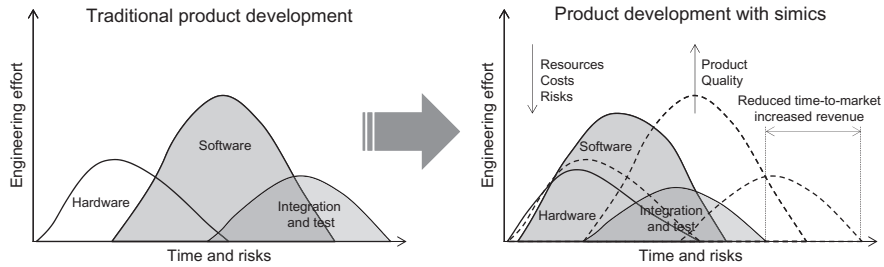 Traditional product development
Engineering effort
Software
Hardware
Integration
and test
Time and risks
Product development with simics
Engineering effort
Resources
Costs
Risks
Product
Quality
Reduced time-to-market
increased revenue
Software
Hardware
Integration
and test
Time and risks